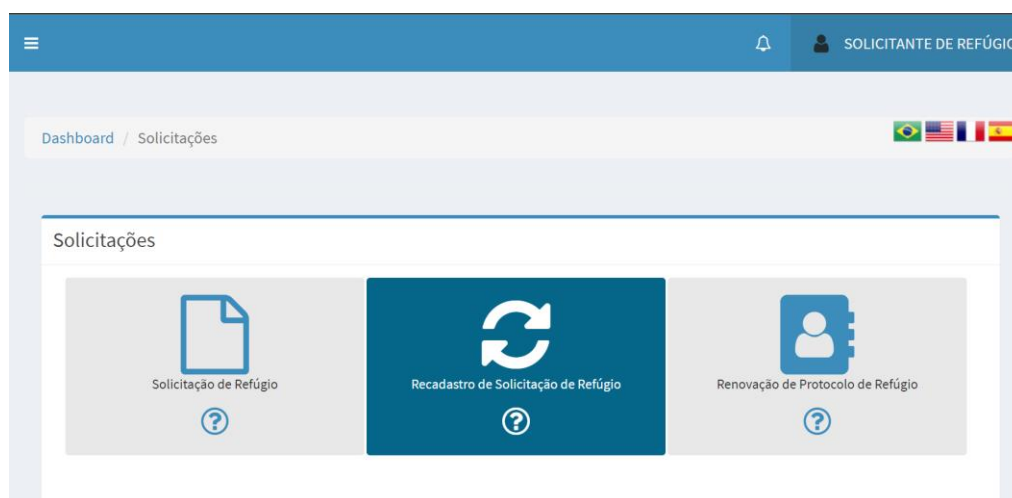 SOLICITANTE DE REFÚGIO
Dashboard / Solicitações
Solicitações
Solicitação de Refúgio
Recadastro de Solicitação de Refúgio
Renovação de Protocolo de Refúgio